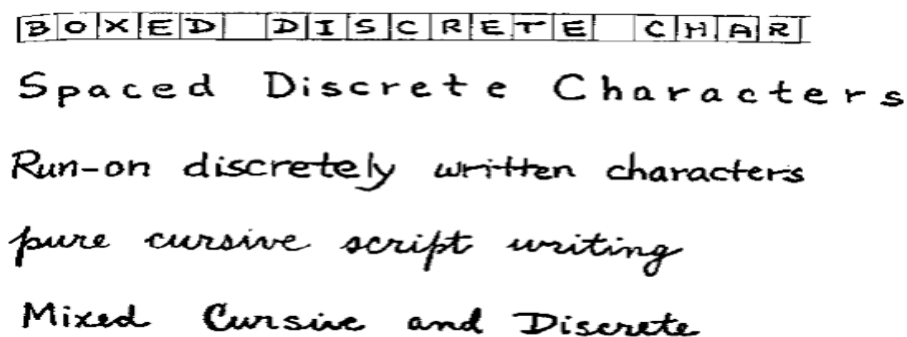 BOXED DISCRETE CHAR
Spaced Discrete Characters
Run-on discretely written characters
pure cursive script writing
Mixed Cursive and Discrete